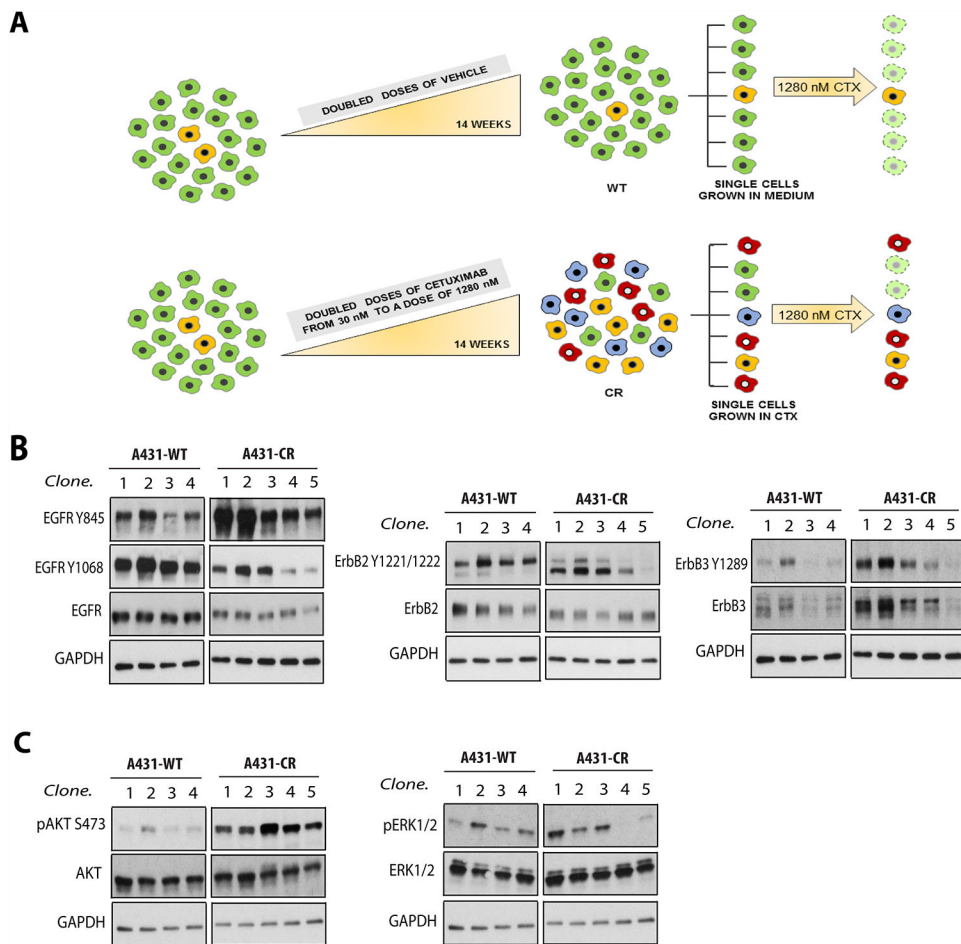 A
DOUBLED DOSES OF VEHICLE
14 WEEKS
WT
SINGLE CELLS
GROWN IN MEDIUM
1280 nM CTX
DOUBLED DOSES OF CETUXIMAB
FROM 30 nM TO A DOSE OF 1280 nM
14 WEEKS
CR
SINGLE CELLS
GROWN IN CTX
1280 nM CTX
B
A431-WT A431-CR
Clone. 1 2 3 4 1 2 3 4 5
EGFR Y845
EGFR Y1068
EGFR
GAPDH
A431-WT A431-CR
Clone. 1 2 3 4 1 2 3 4 5
ErbB2 Y1221/1222
ErbB2
GAPDH
A431-WT A431-CR
Clone. 1 2 3 4 1 2 3 4 5
ErbB3 Y1289
ErbB3
GAPDH
C
A431-WT A431-CR
Clone. 1 2 3 4 1 2 3 4 5
pAKT S473
AKT
GAPDH
A431-WT A431-CR
Clone. 1 2 3 4 1 2 3 4 5
pERK1/2
ERK1/2
GAPDH